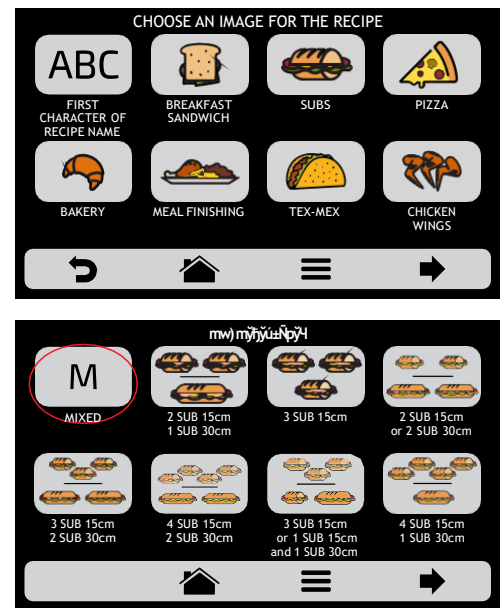 CHOOSE AN IMAGE FOR THE RECIPE
ABC
FIRST
CHARACTER OF
RECIPE NAME
BREAKFAST
SANDWICH
SUBS
PIZZA
BAKERY
MEAL FINISHING
TEX-MEX
CHICKEN
WINGS
M
MIXED
2 SUB 15cm
1 SUB 30cm
3 SUB 15cm
2 SUB 15cm
or 2 SUB 30cm
3 SUB 15cm
2 SUB 30cm
4 SUB 15cm
2 SUB 30cm
3 SUB 15cm
or 1 SUB 15cm
and 1 SUB 30cm
4 SUB 15cm
1 SUB 30cm